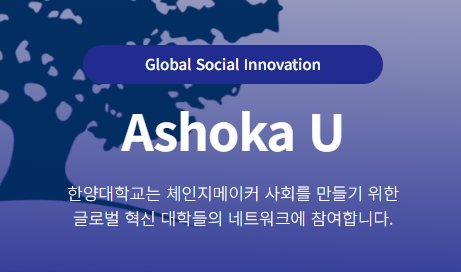 Global Social Innovation
Ashoka U
한양대학교는 체인지메이커 사회를 만들기 위한
글로벌 혁신 대학들의 네트워크에 참여합니다.